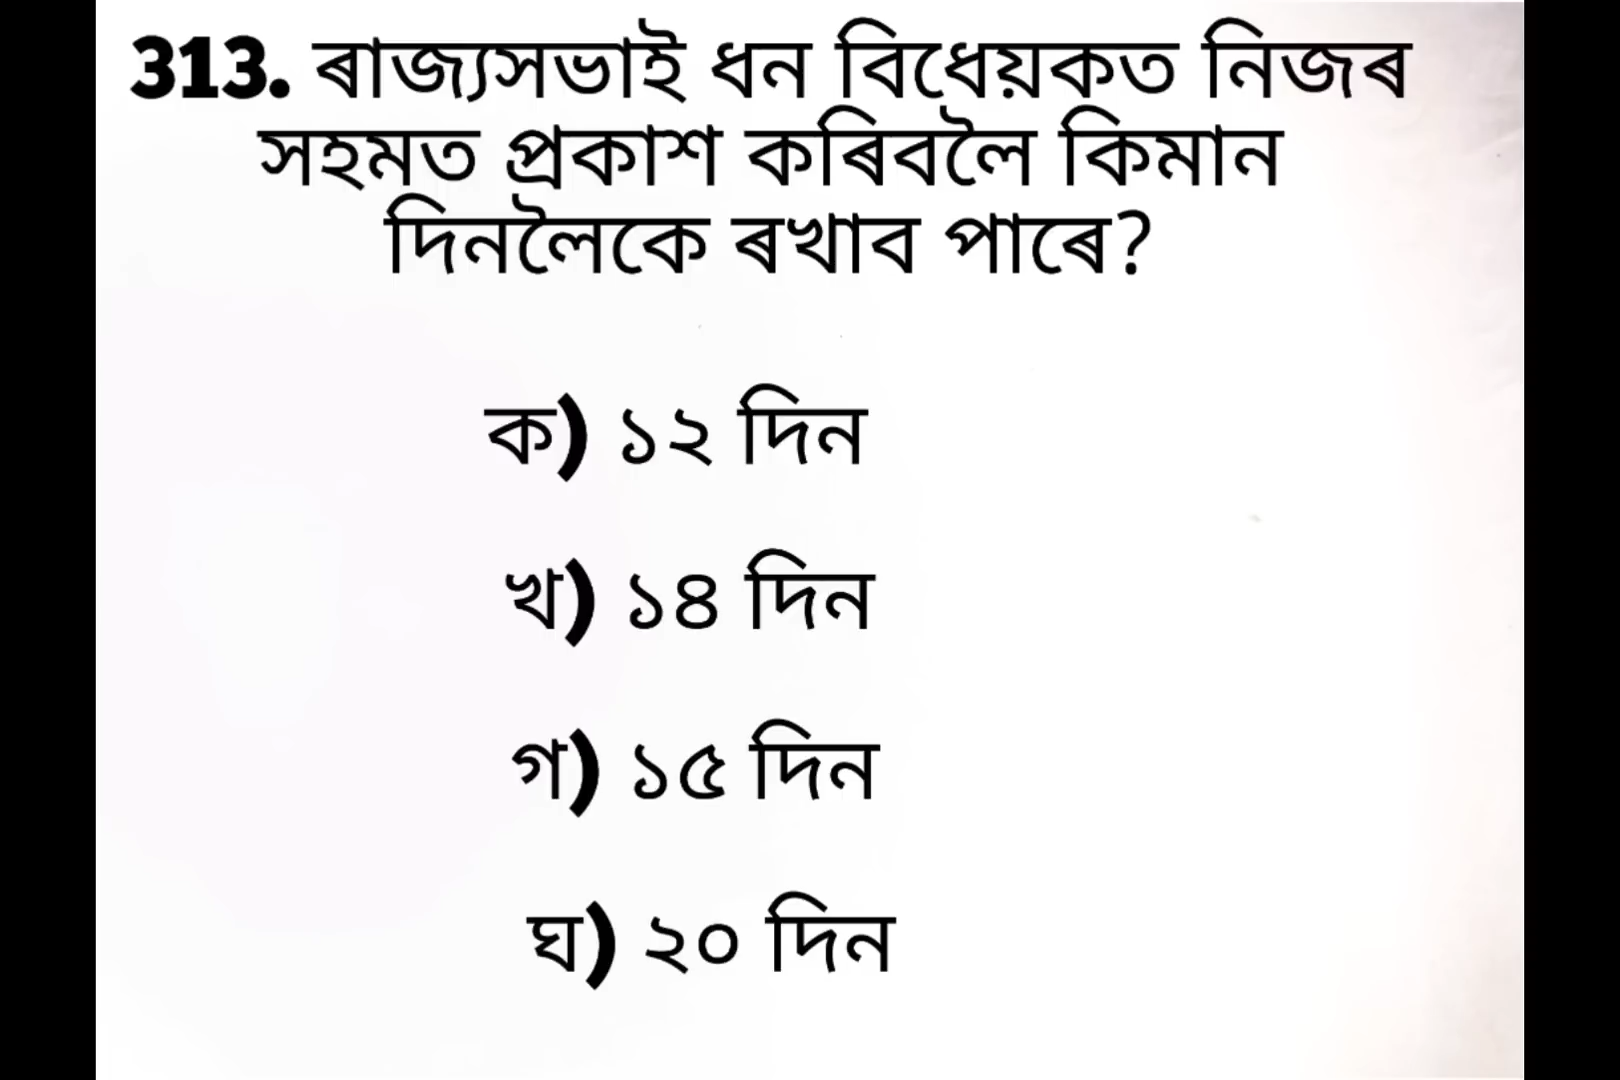 313. ৰাজ্যসভাই ধন বিধেয়কত নিজৰ
সহমত প্ৰকাশ কৰিবলৈ কিমান
দিনলৈকে ৰখাব পাৰে?
ক) ১২ দিন
খ) ১৪ দিন
গ) ১৫ দিন
ঘ) ২০ দিন